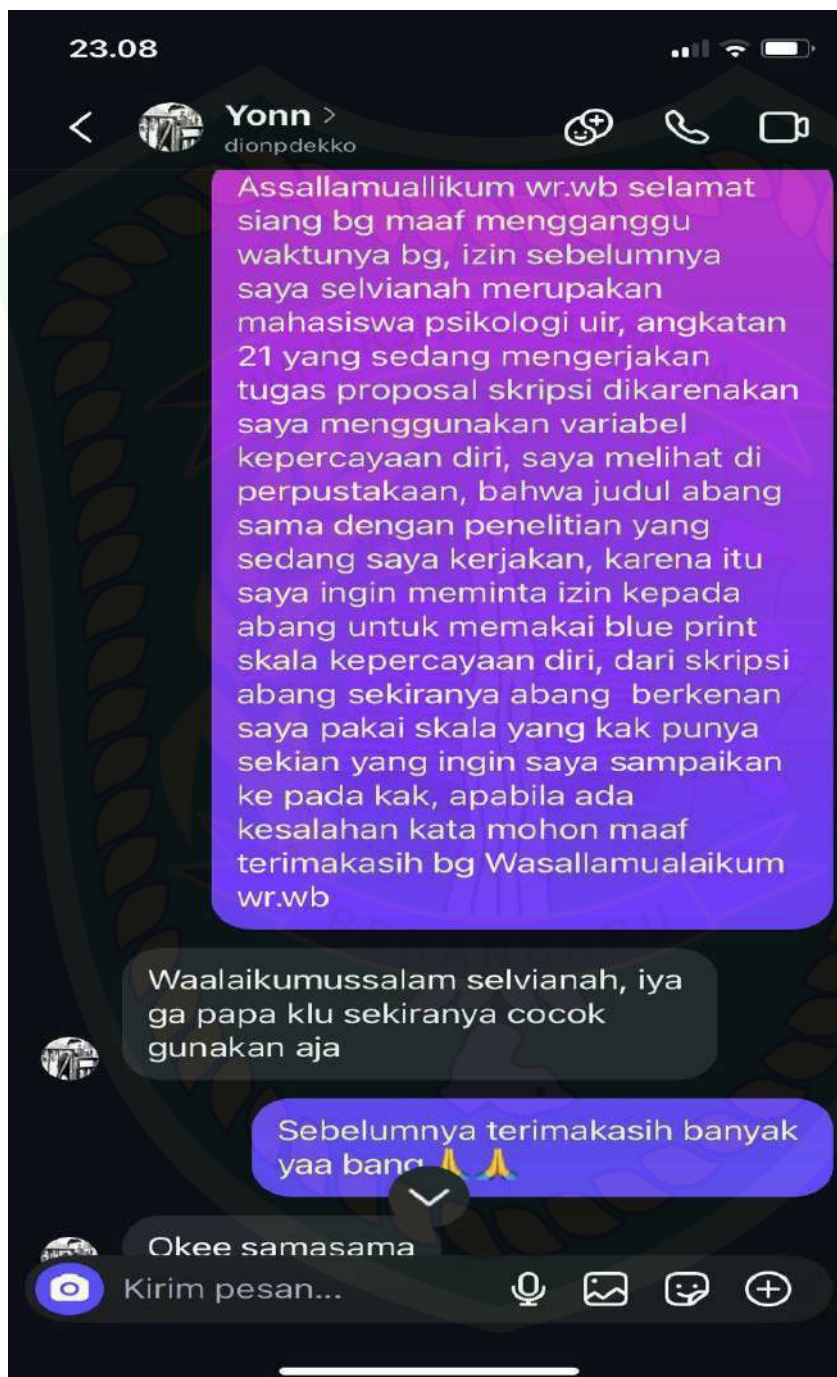 23.08
Yonn >
dionpdekko
Assallamuallikum wr.wb selamat
siang bg maaf mengganggu
waktunya bg, izin sebelumnya
saya selvianah merupakan
mahasiswa psikologi uir, angkatan
21 yang sedang mengerjakan
tugas proposal skripsi dikarenakan
saya menggunakan variabel
kepercayaan diri, saya melihat di
perpustakaan, bahwa judul abang
sama dengan penelitian yang
sedang saya kerjakan, karena itu
saya ingin meminta izin kepada
abang untuk memakai blue print
skala kepercayaan diri, dari skripsi
abang sekiranya abang berkenan
saya pakai skala yang kak punya
sekian yang ingin saya sampaikan
ke pada kak, apabila ada
kesalahan kata mohon maaf
terimakasih bg Wasallamualaikum
wr.wb
Waalaikumussalam selvianah, iya
ga papa klu sekiranya cocok
gunakan aja
Sebelumnya terimakasih banyak
yaa bang 🙏🙏
Okee samasama
Kirim pesan...